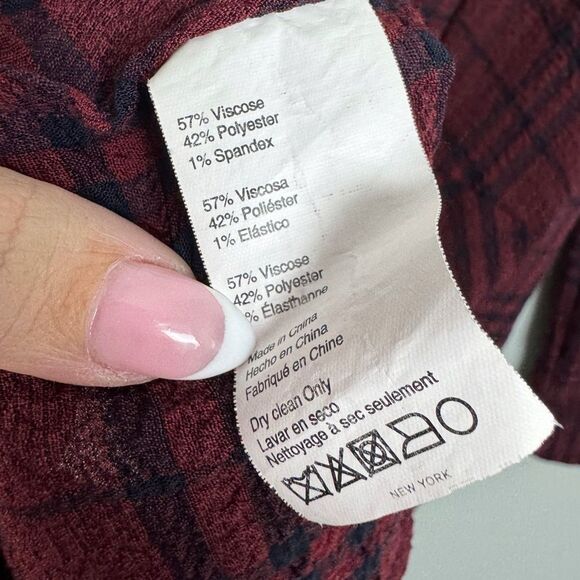 57% Viscose
42% Polyester
1% Spandex
57% Viscosa
42% Poliéster
1% Elástico
57% Viscose
42% Polyester
% Élasthanne
Made in China
Hecho en China
Fabriqué en Chine
Dry clean Only
Lavar en seco
Nettoyage à sec seulement
NEW YORK